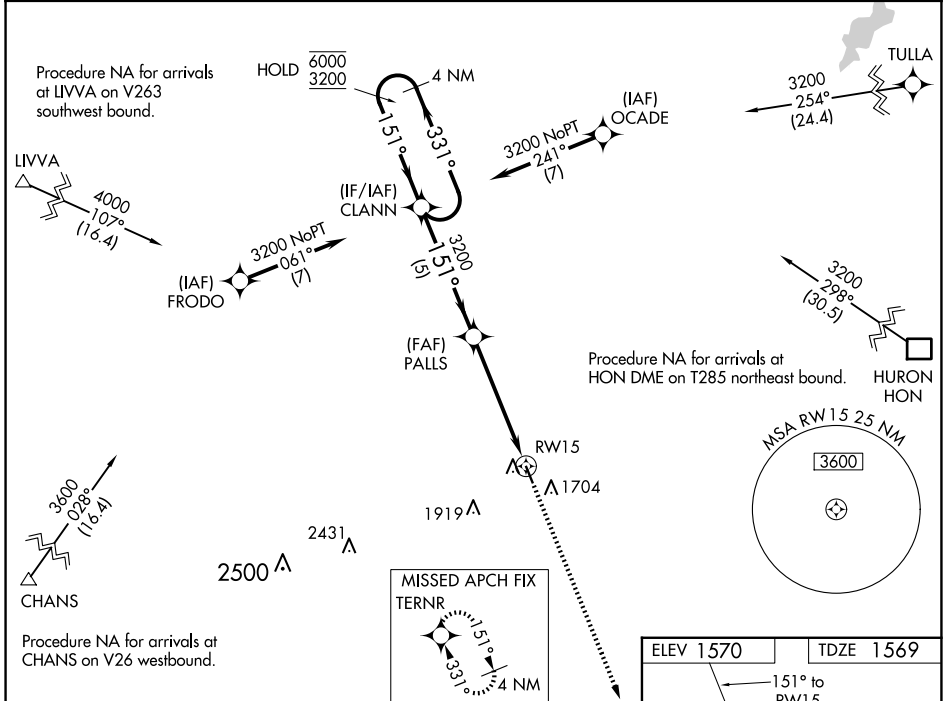 Procedure NA for arrivals
at LIVVA on V263
southwest bound.
HOLD 6000
3200
4 NM
151°
331°
(IAF)
OCADE
3200 NoPT
241°
(7)
TULLA
3200
254°
(24.4)
LIVVA
4000
107°
(16.4)
(IF/IAF)
CLANN
3200 NoPT
061°
(7)
(IAF)
FRODO
3200
151°
(5)
(FAF)
PALLS
3200
298°
(30.5)
HURON
HON
Procedure NA for arrivals at
HON DME on T285 northeast bound.
MSA RW15 25 NM
3600
RW15
1704
1919
2431
2500
3600
028°
(16.4)
CHANS
Procedure NA for arrivals at
CHANS on V26 westbound.
MISSED APCH FIX
TERNR
151°
331°
4 NM
ELEV 1570
TDZE 1569
151° to
RW15